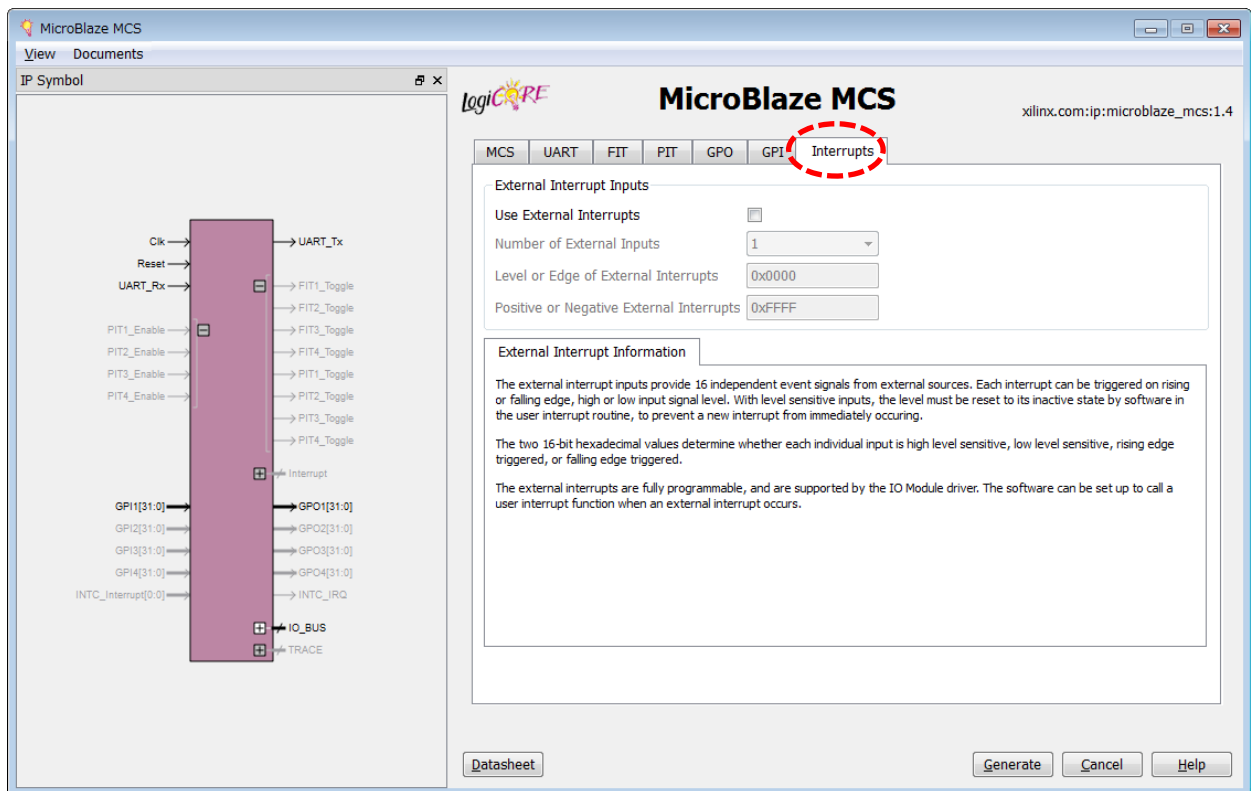 MicroBlaze MCS
View Documents
IP Symbol
Clk
Reset
UART_Rx
PIT1_Enable
PIT2_Enable
PIT3_Enable
PIT4_Enable
GPI1[31:0]
GPI2[31:0]
GPI3[31:0]
GPI4[31:0]
INTC_Interrupt[0:0]
UART_Tx
FIT1_Toggle
FIT2_Toggle
FIT3_Toggle
FIT4_Toggle
PIT1_Toggle
PIT2_Toggle
PIT3_Toggle
PIT4_Toggle
Interrupt
GPO1[31:0]
GPO2[31:0]
GPO3[31:0]
GPO4[31:0]
INTC_IRQ
IO_BUS
TRACE
logiCORE
MicroBlaze MCS
xilinx.com:ip:microblaze_mcs:1.4
MCS UART FIT PIT GPO GPI Interrupts
External Interrupt Inputs
Use External Interrupts
Number of External Inputs 1
Level or Edge of External Interrupts 0x0000
Positive or Negative External Interrupts 0xFFFF
External Interrupt Information
The external interrupt inputs provide 16 independent event signals from external sources. Each interrupt can be triggered on rising
or falling edge, high or low input signal level. With level sensitive inputs, the level must be reset to its inactive state by software in
the user interrupt routine, to prevent a new interrupt from immediately occuring.
The two 16-bit hexadecimal values determine whether each individual input is high level sensitive, low level sensitive, rising edge
triggered, or falling edge triggered.
The external interrupts are fully programmable, and are supported by the IO Module driver. The software can be set up to call a
user interrupt function when an external interrupt occurs.
Datasheet Generate Cancel Help